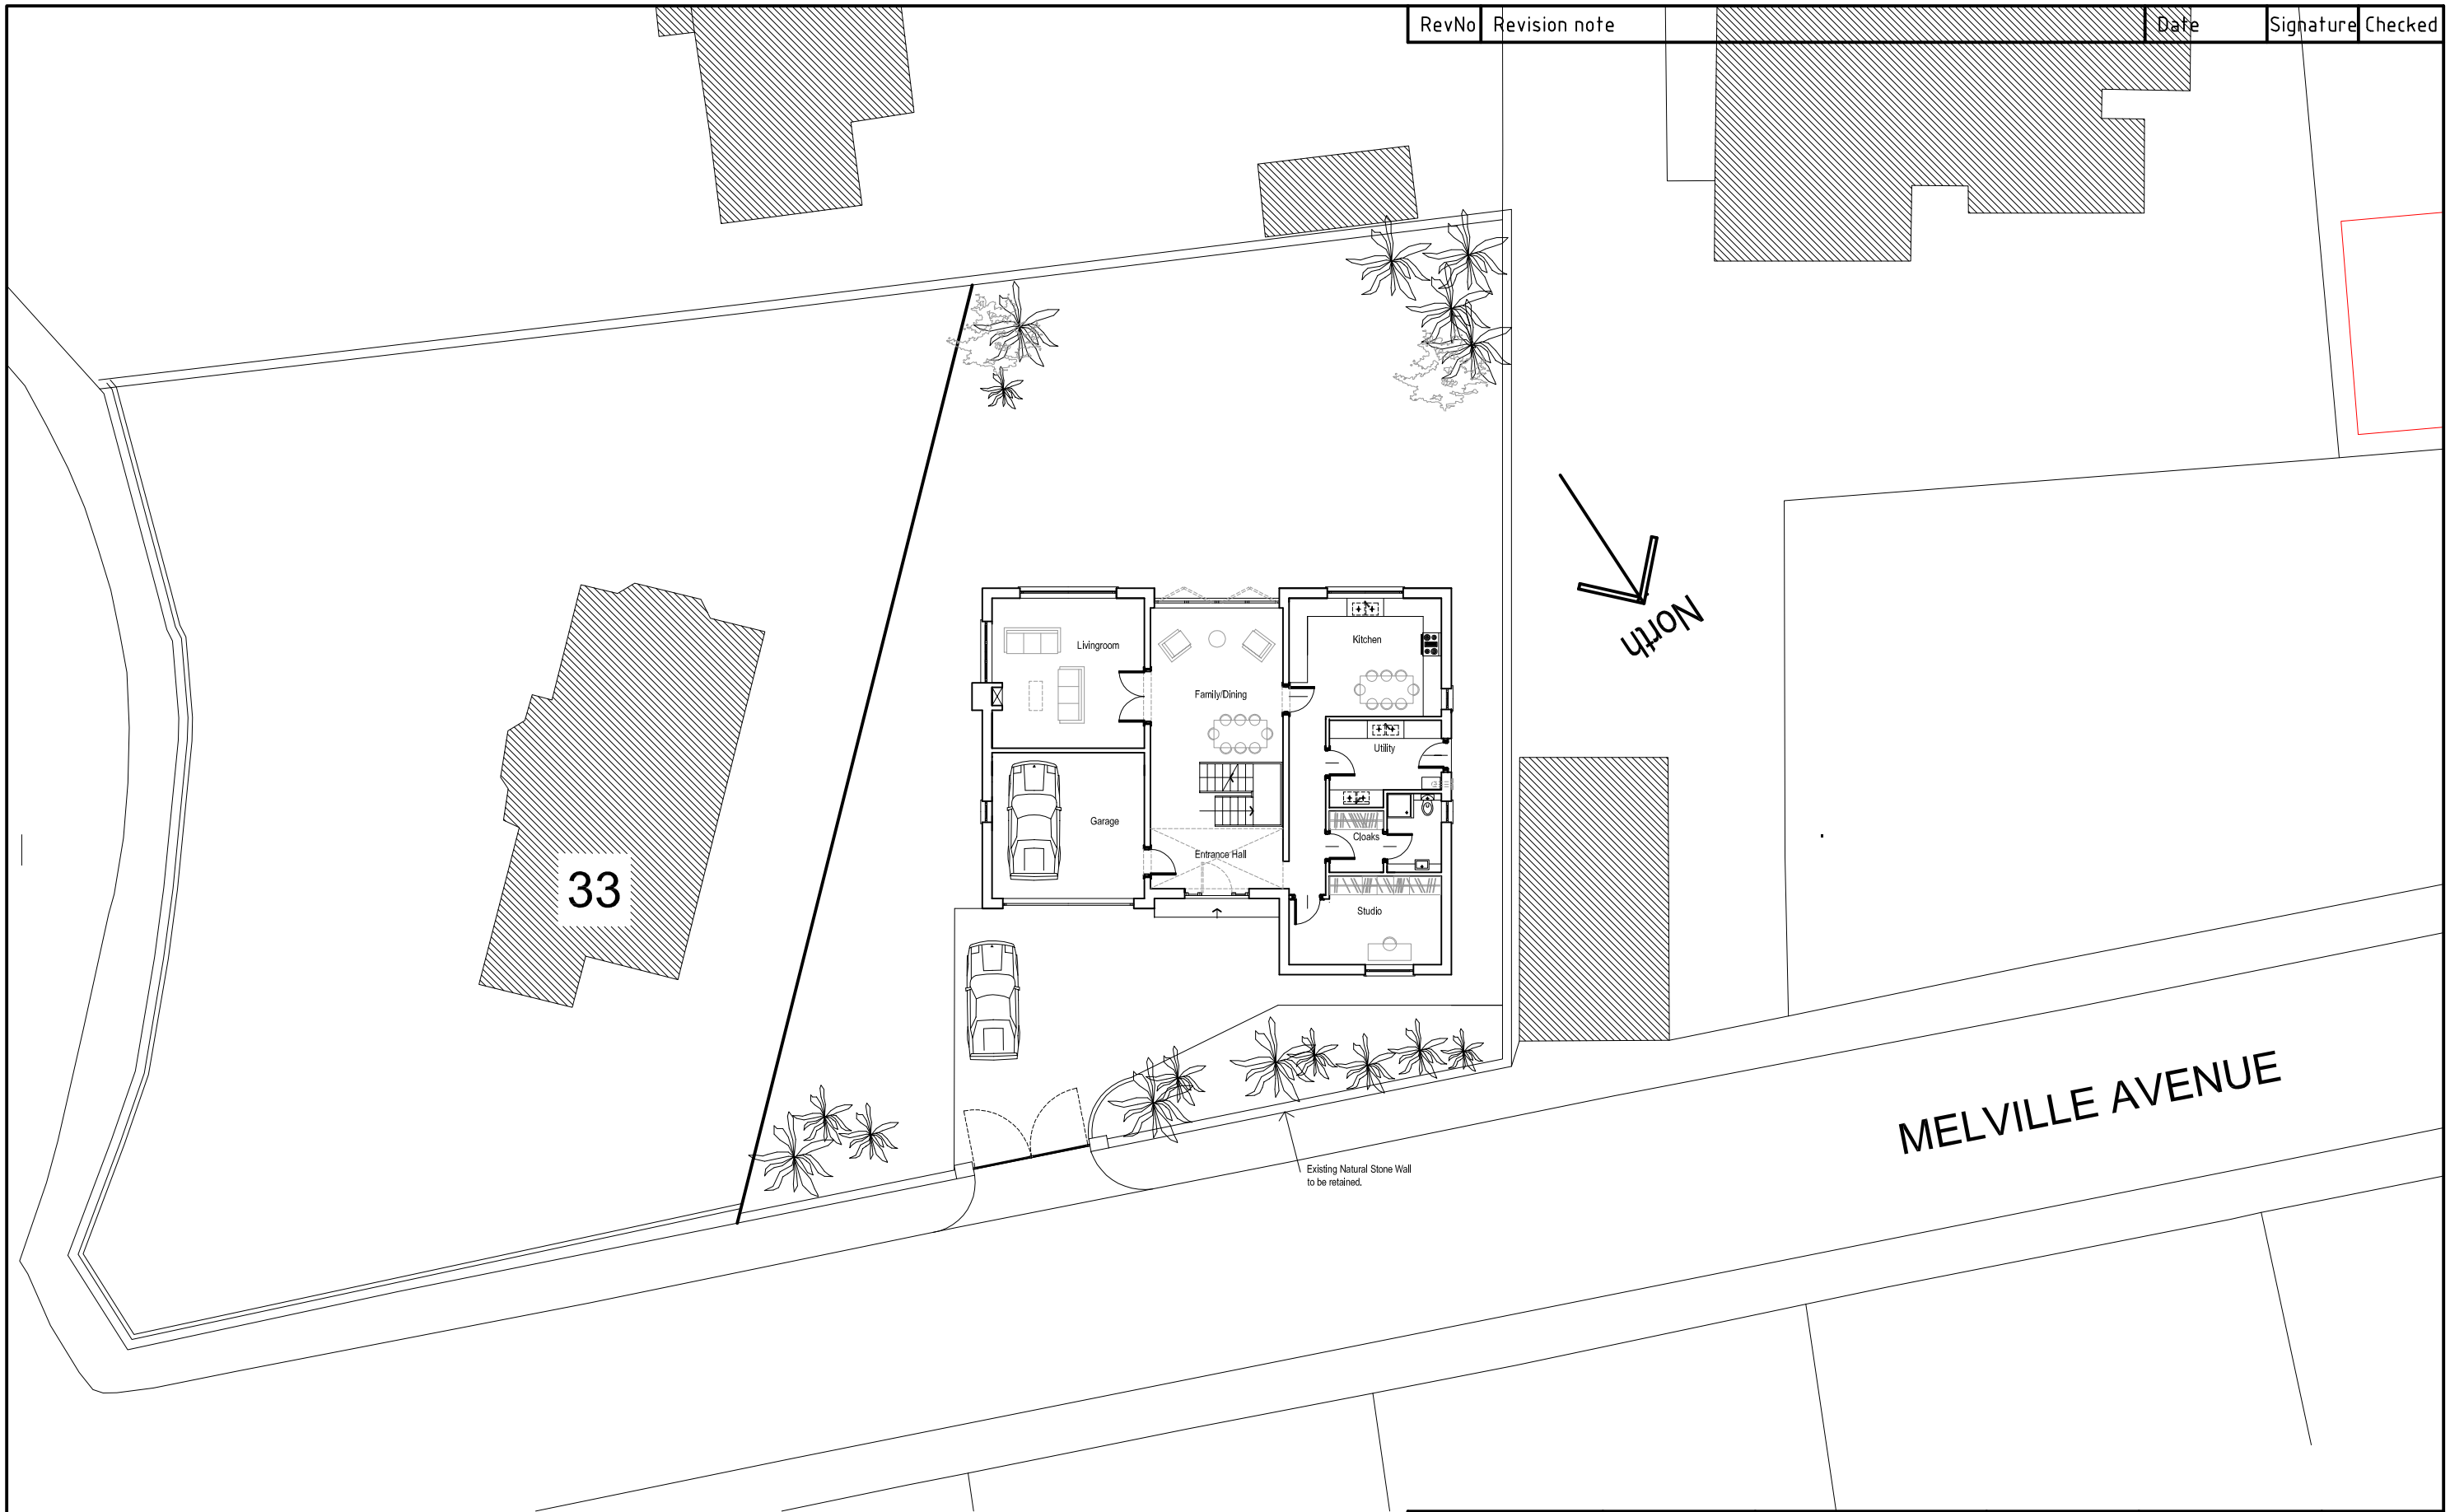 RevNo Revision note Date Signature Checked
North
Livingroom
Kitchen
Family/Dining
Utility
Garage
Cloaks
Entrance Hall
33
Studio
MELVILLE AVENUE
Existing Natural Stone Wall
to be retained.